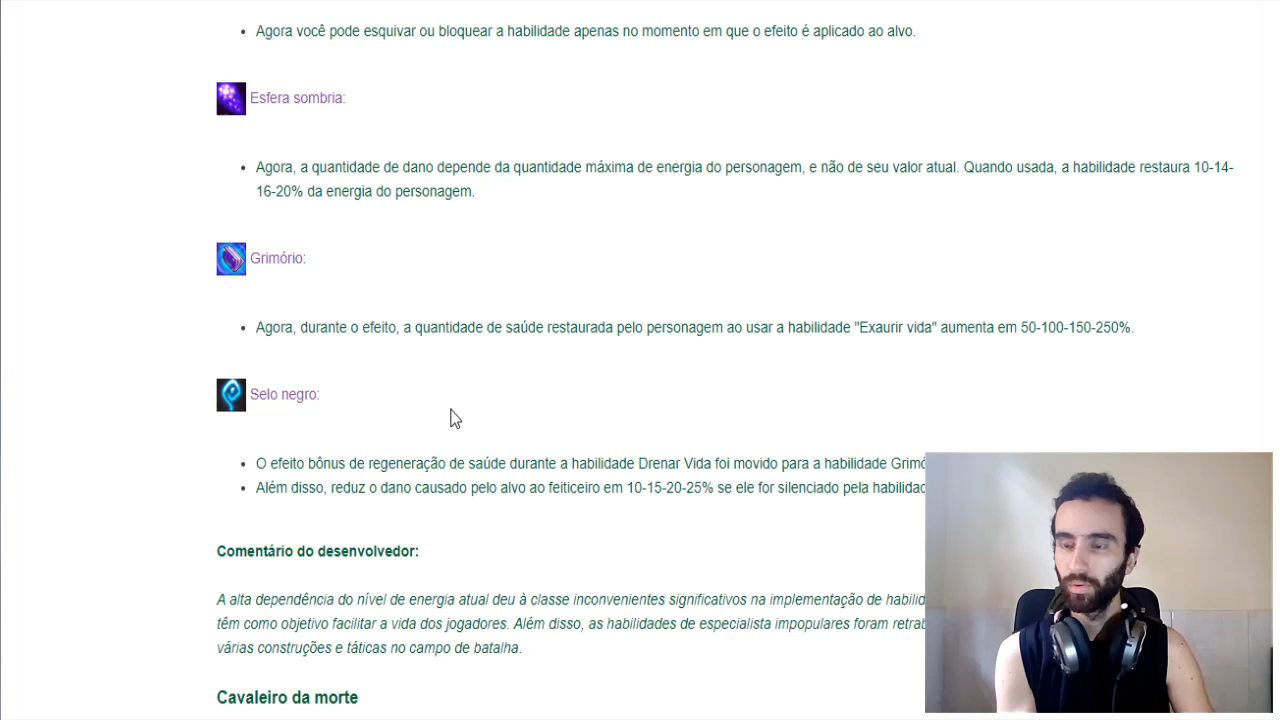 Agora você pode esquivar ou bloquear a habilidade apenas no momento em que o efeito é aplicado ao alvo.
Esfera sombria:
Agora, a quantidade de dano depende da quantidade máxima de energia do personagem, e não de seu valor atual. Quando usada, a habilidade restaura 10-14-
16-20% da energia do personagem.
Grimório:
Agora, durante o efeito, a quantidade de saúde restaurada pelo personagem ao usar a habilidade "Exaurir vida" aumenta em 50-100-150-250%.
Selo negro:
O efeito bônus de regeneração de saúde durante a habilidade Drenar Vida foi movido para a habilidade
Além disso, reduz o dano causado pelo alvo ao feiticeiro em 10-15-20-25% se ele for silenciado pela
Comentário do desenvolvedor:
A alta dependência do nível de energia atual deu à classe inconvenientes significativos na implementação de
têm como objetivo facilitar a vida dos jogadores. Além disso, as habilidades de especialista impopulares foram
várias construções e táticas no campo de batalha.
Cavaleiro da morte